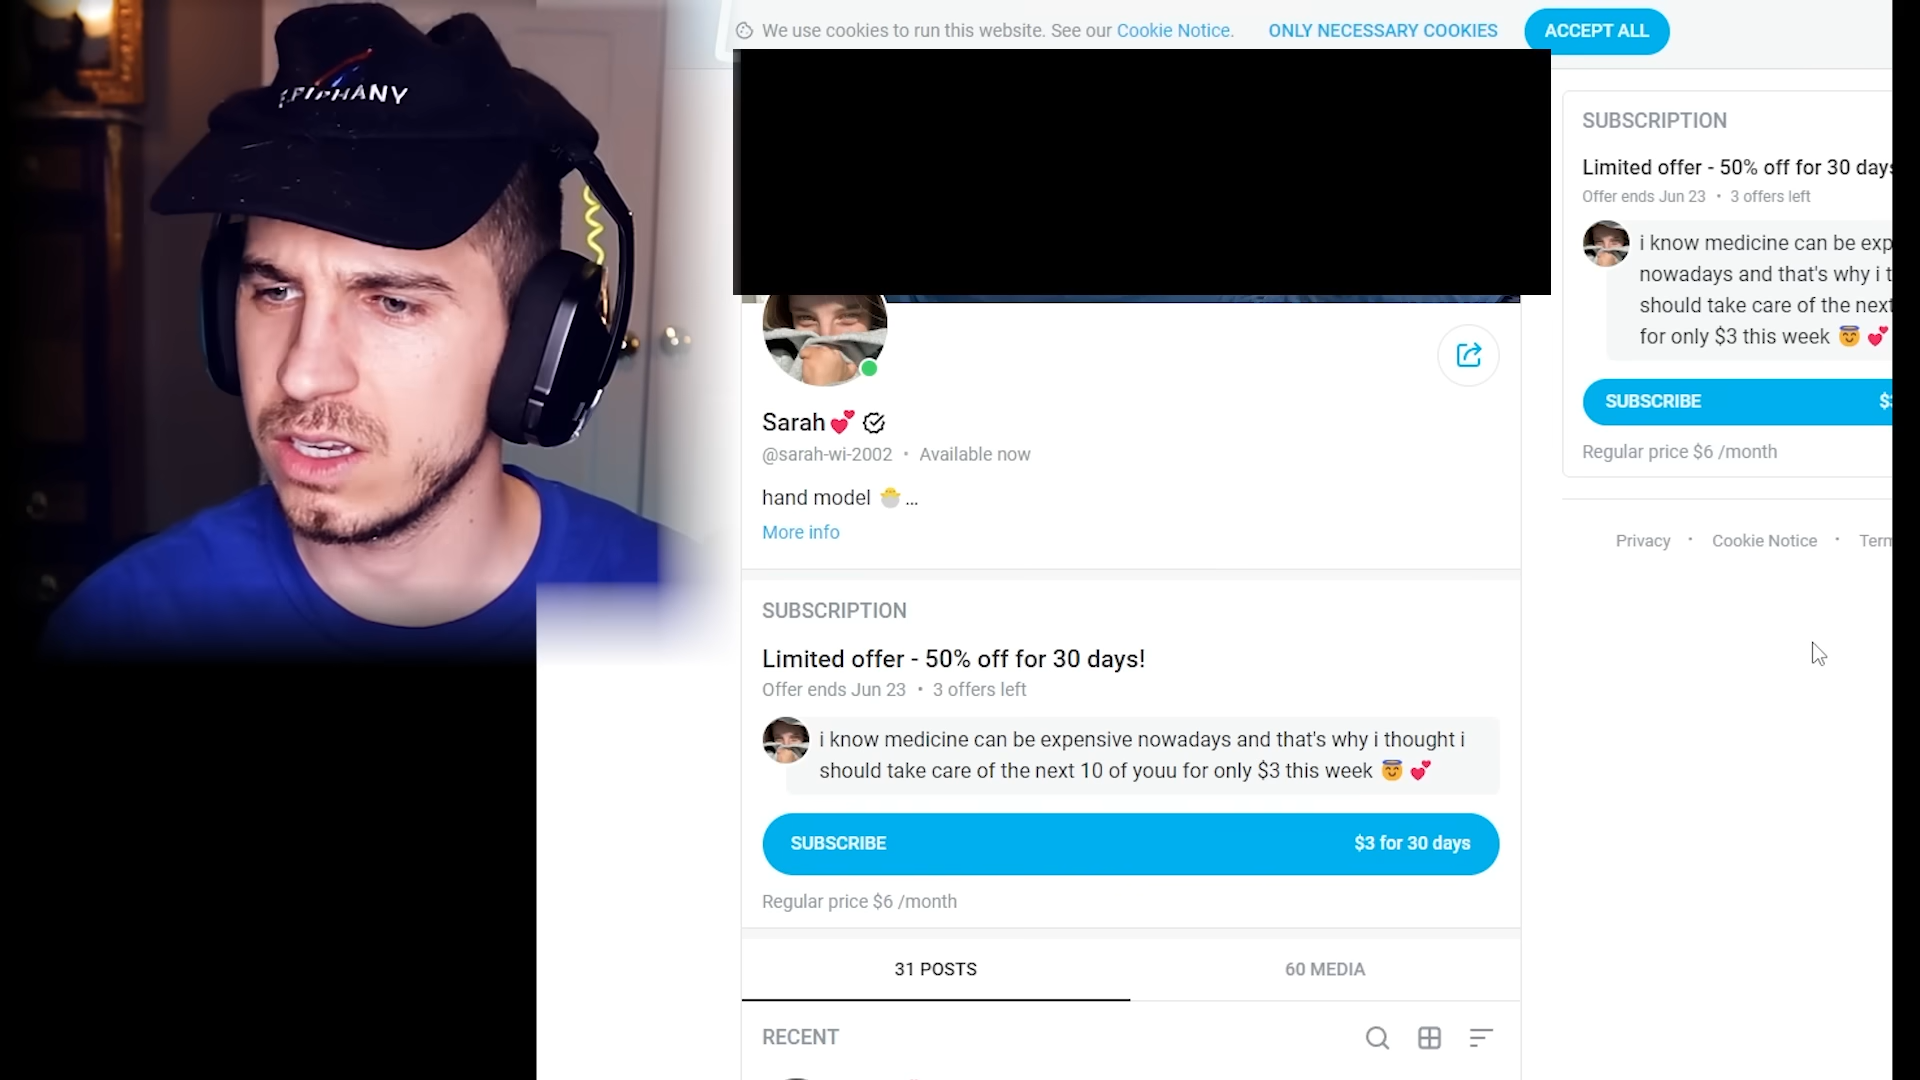 EPIPHANY
We use cookies to run this website. See our Cookie Notice.
ONLY NECESSARY COOKIES
ACCEPT ALL
Sarah💕
@sarah-wi-2002 • Available now
hand model 🐣...
More info
SUBSCRIPTION
Limited offer - 50% off for 30 days!
Offer ends Jun 23 • 3 offers left
i know medicine can be expensive nowadays and that's why i thought i
should take care of the next 10 of youu for only $3 this week 😇 💕
SUBSCRIBE $3 for 30 days
Regular price $6 /month
31 POSTS
60 MEDIA
RECENT
SUBSCRIPTION
Limited offer - 50% off for 30 days
Offer ends Jun 23 • 3 offers left
i know medicine can be exp
nowadays and that's why i t
should take care of the next
for only $3 this week 😇 💕
SUBSCRIBE $3
Regular price $6 /month
Privacy • Cookie Notice • Term